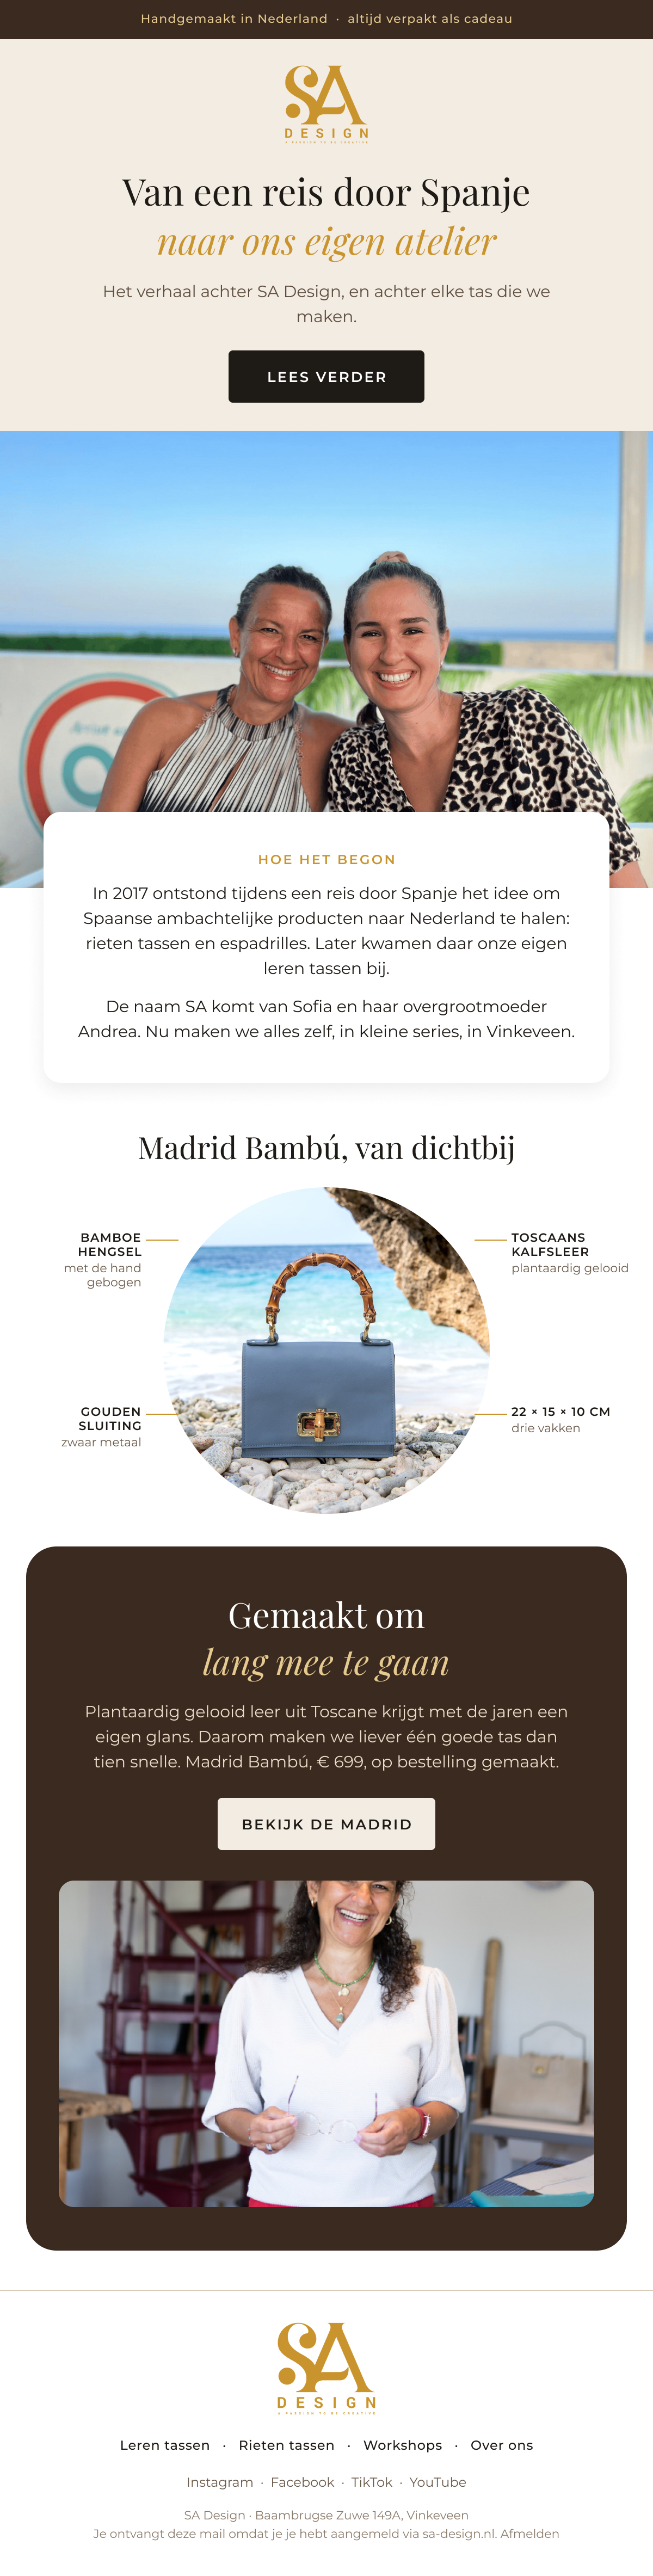 Handgemaakt in Nederland · altijd verpakt als cadeau
SA
DESIGN
A PASSION TO BE CREATIVE
Van een reis door Spanje
naar ons eigen atelier
Het verhaal achter SA Design, en achter elke tas die we
maken.
LEES VERDER
HOE HET BEGON
In 2017 ontstond tijdens een reis door Spanje het idee om
Spaanse ambachtelijke producten naar Nederland te halen:
rieten tassen en espadrilles. Later kwamen daar onze eigen
leren tassen bij.
De naam SA komt van Sofia en haar overgrootmoeder
Andrea. Nu maken we alles zelf, in kleine series, in Vinkeveen.
Madrid Bambú, van dichtbij
BAMBOE
HENGSEL
met de hand
gebogen
TOSCAANS
KALFSLEER
plantaardig gelooid
GOUDEN
SLUITING
zwaar metaal
22 × 15 × 10 CM
drie vakken
Gemaakt om
lang mee te gaan
Plantaardig gelooid leer uit Toscane krijgt met de jaren een
eigen glans. Daarom maken we liever één goede tas dan
tien snelle. Madrid Bambú, € 699, op bestelling gemaakt.
BEKIJK DE MADRID
SA
DESIGN
A PASSION TO BE CREATIVE
Leren tassen · Rieten tassen · Workshops · Over ons
Instagram · Facebook · TikTok · YouTube
SA Design · Baambrugse Zuwe 149A, Vinkeveen
Je ontvangt deze mail omdat je je hebt aangemeld via sa-design.nl. Afmelden